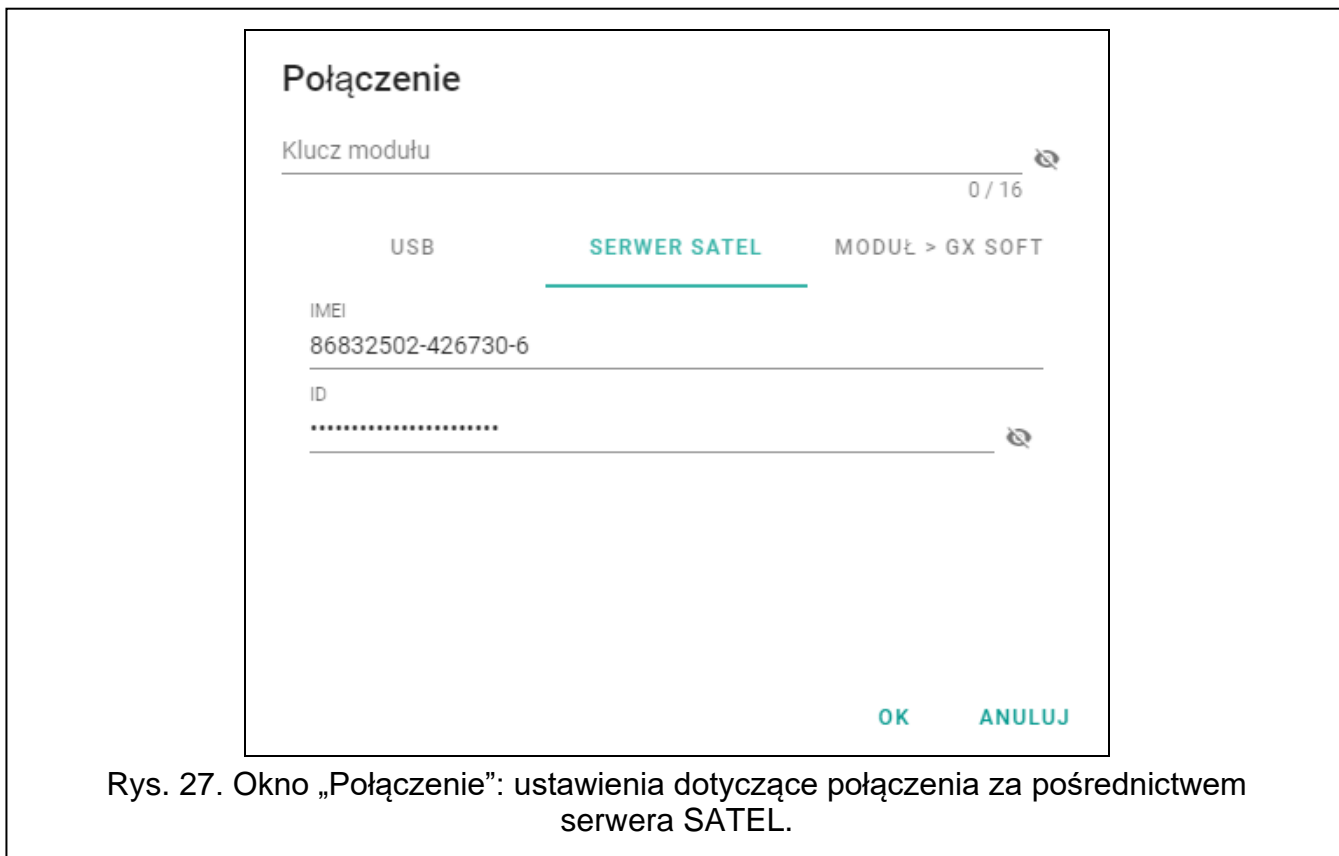 Połączenie
Klucz modułu
0 / 16
USB SERWER SATEL MODUŁ > GX SOFT
IMEI
86832502-426730-6
ID
•••••••••••••••••••••••
OK ANULUJ
Rys. 27. Okno „Połączenie”: ustawienia dotyczące połączenia za pośrednictwem
serwera SATEL.